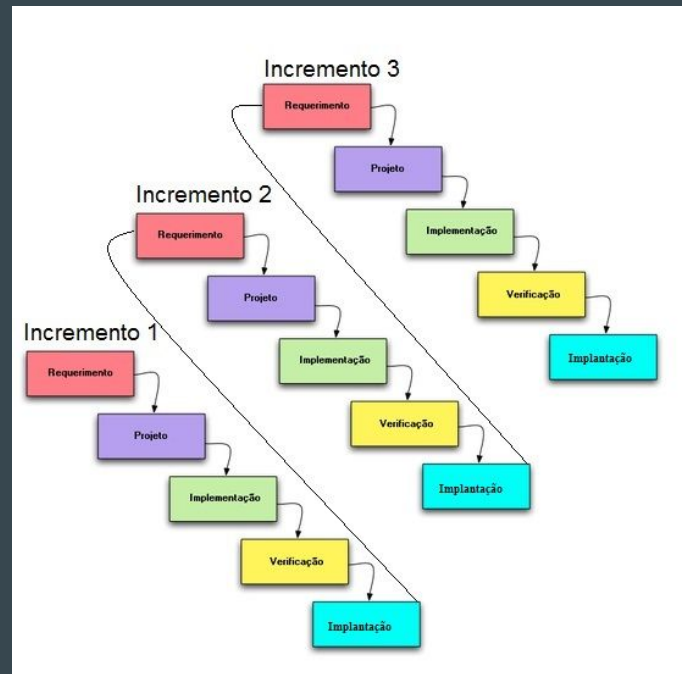 Incremento 3
Requerimento
Projeto
Implementação
Verificação
Implantação
Incremento 2
Requerimento
Projeto
Implementação
Verificação
Implantação
Incremento 1
Requerimento
Projeto
Implementação
Verificação
Implantação